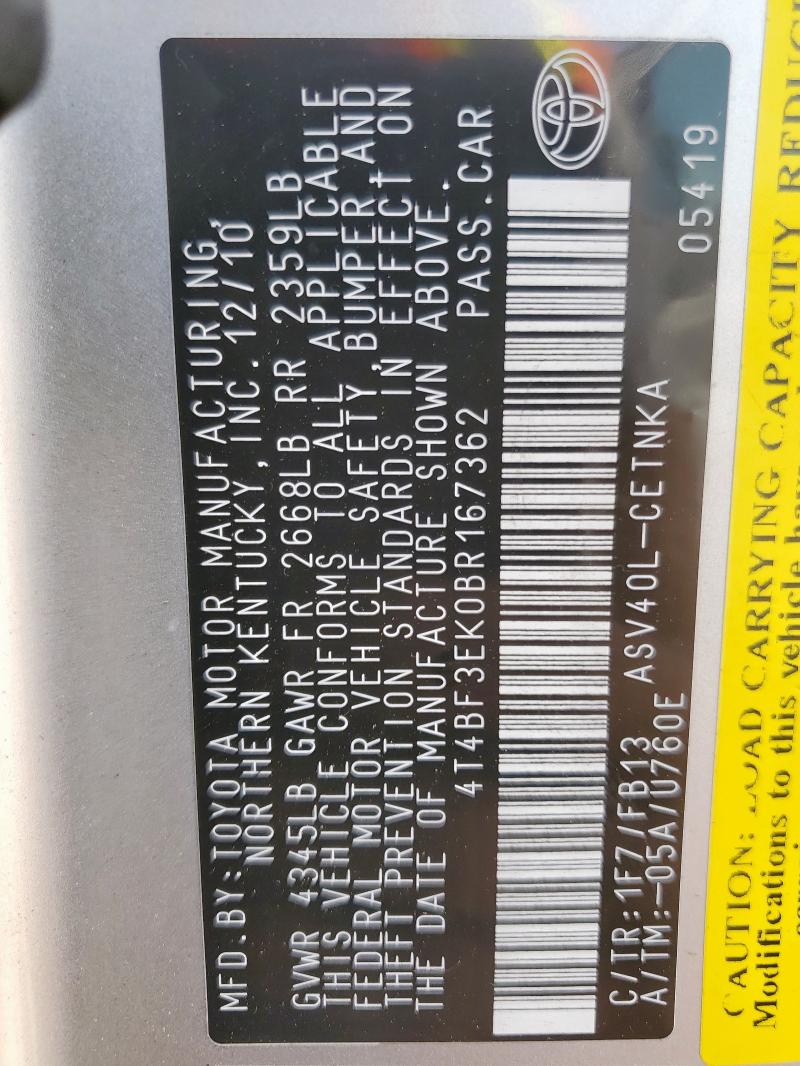 MFD.BY:TOYOTA MOTOR MANUFACTURING,
NORTHERN KENTUCKY, INC. 12/10
GVWR 4345LB GAWR FR 2668LB RR 2359LB
THIS VEHICLE CONFORMS TO ALL APPLICABLE
FEDERAL MOTOR VEHICLE SAFETY, BUMPER, AND
THEFT PREVENTION STANDARDS IN EFFECT ON
THE DATE OF MANUFACTURE SHOWN ABOVE.
4T4BF3EK0BR167362 PASS.CAR
C/TR:1F7/FB13 ASV40L-CETNKA
A/TM:-05A/U760E
05419
CAUTION: LOAD CARRYING CAPACITY
Modifications to this vehicle